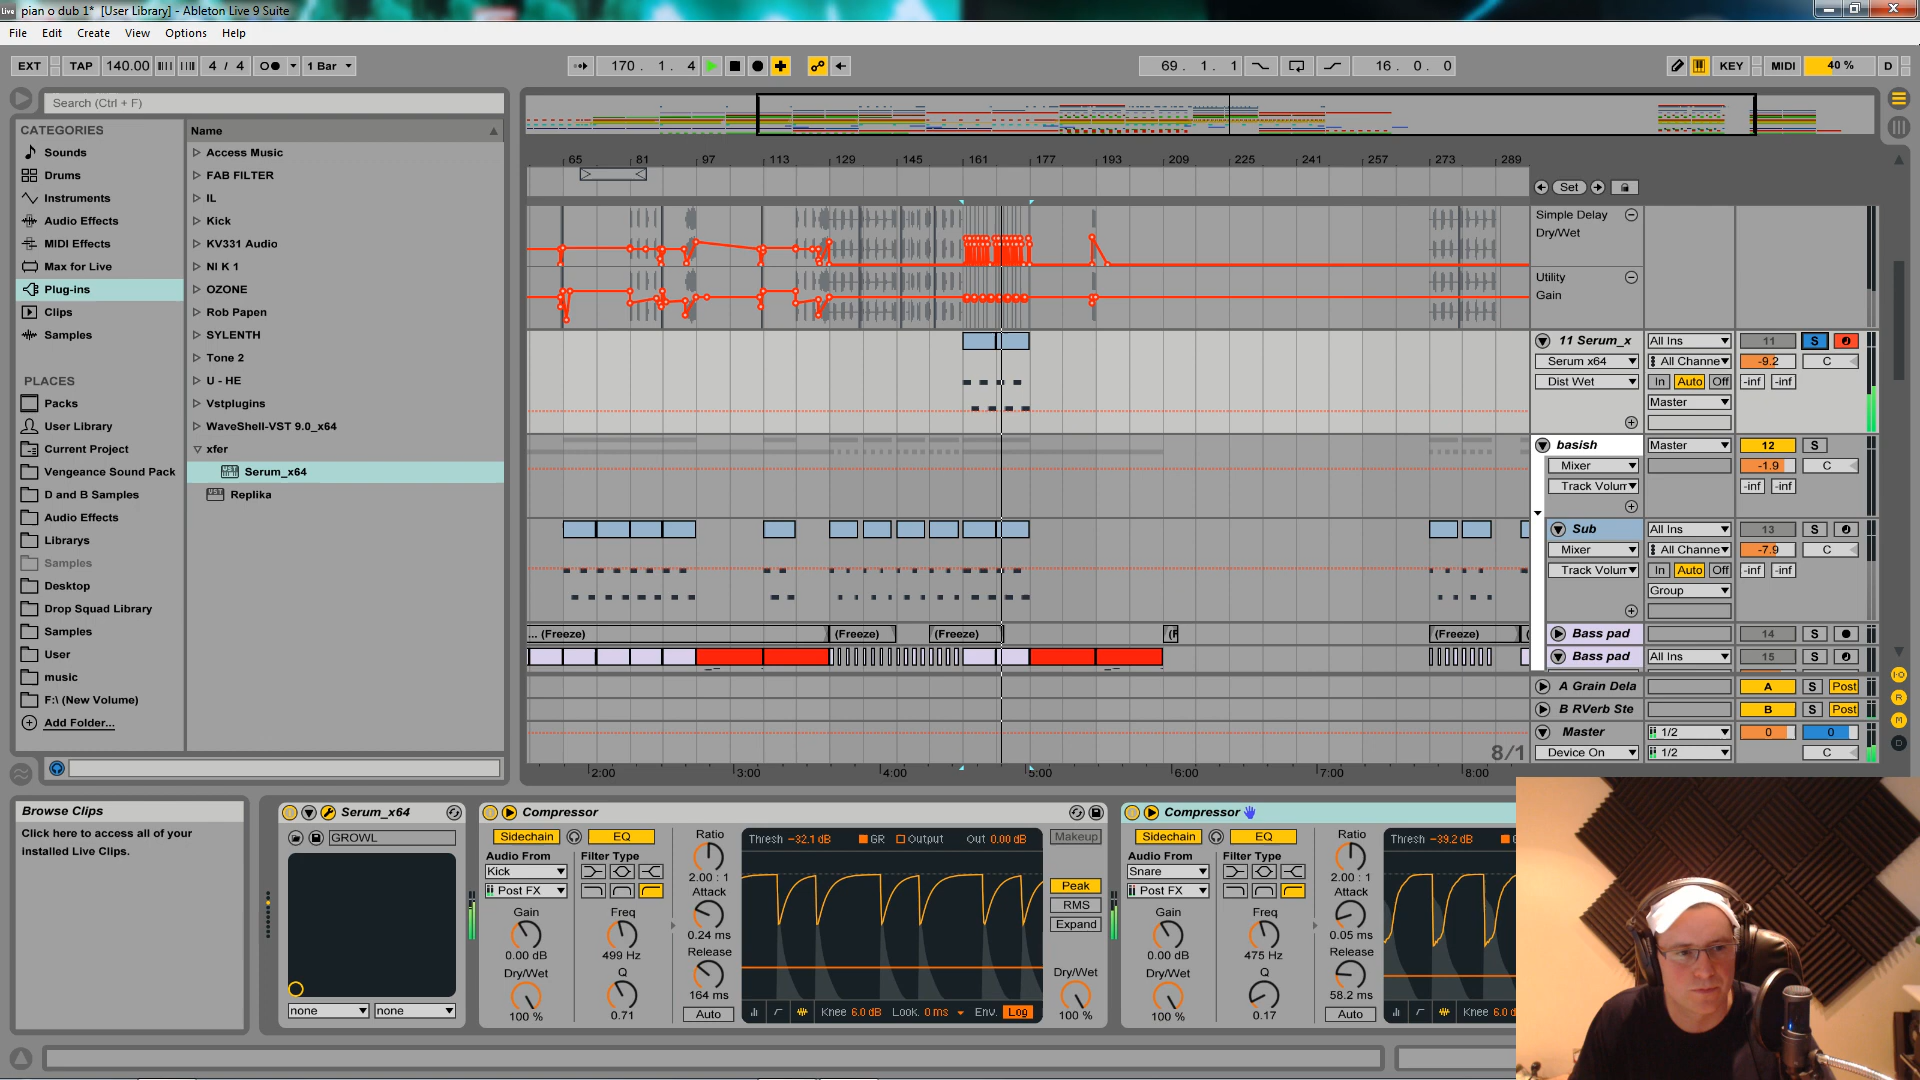 pian o dub 1*  [User Library] - Ableton Live 9 Suite
File Edit Create View Options Help
EXT TAP 140.00 4 / 4 1 Bar 170. 1. 4 69. 1. 1 16. 0. 0 KEY MIDI 40 % D
Search (Ctrl + F)
CATEGORIES
Sounds
Drums
Instruments
Audio Effects
MIDI Effects
Max for Live
Plug-ins
Clips
Samples
PLACES
Packs
User Library
Current Project
Vengeance Sound Pack
D and B Samples
Audio Effects
Librarys
Samples
Desktop
Drop Squad Library
Samples
User
music
F:\ (New Volume)
Add Folder...
Name
Access Music
FAB FILTER
IL
Kick
KV331 Audio
NI K 1
OZONE
Rob Papen
SYLENTH
Tone 2
U - HE
Vstplugins
WaveShell-VST 9.0_x64
xfer
Serum_x64
Replika
65 81 97 113 129 145 161 177 193 209 225 241 257 273 289
Set
Simple Delay
Dry/Wet
Utility
Gain
11 Serum_x All Ins 11 S
Serum x64 All Channe -9.2 C
Dist Wet In Auto Off -inf -inf
Master
basish Master 12 S
Mixer -1.9 C
Track Volum -inf -inf
Sub All Ins 13 S
Mixer All Channe -7.9 C
Track Volum In Auto Off -inf -inf
Group
... (Freeze) (Freeze) (Freeze) (F (Freeze) Bass pad 14 S
Bass pad All Ins 15 S
A Grain Dela A S Post
B RVerb Ste B S Post
Master 1/2 0 0
8/1 Device On 1/2 C
2:00 3:00 4:00 5:00 6:00 7:00 8:00
Browse Clips
Click here to access all of your
installed Live Clips.
Serum_x64
GROWL
none none
Compressor
Sidechain EQ Ratio Thresh -32.1 dB GR Output Out 0.00 dB Makeup
Audio From Filter Type
Kick 2.00 : 1
Post FX Attack Peak
RMS
Gain Freq 0.24 ms Expand
0.00 dB 499 Hz Release
Dry/Wet Q 164 ms Dry/Wet
100 % 0.71 Auto Knee 6.0 dB Look. 0 ms Env. Log 100 %
Compressor
Sidechain EQ Ratio Thresh -39.2 dB
Audio From Filter Type
Snare 2.00 : 1
Post FX Attack
Gain Freq 0.05 ms
0.00 dB 475 Hz Release
Dry/Wet Q 58.2 ms
100 % 0.17 Auto Knee 6.0